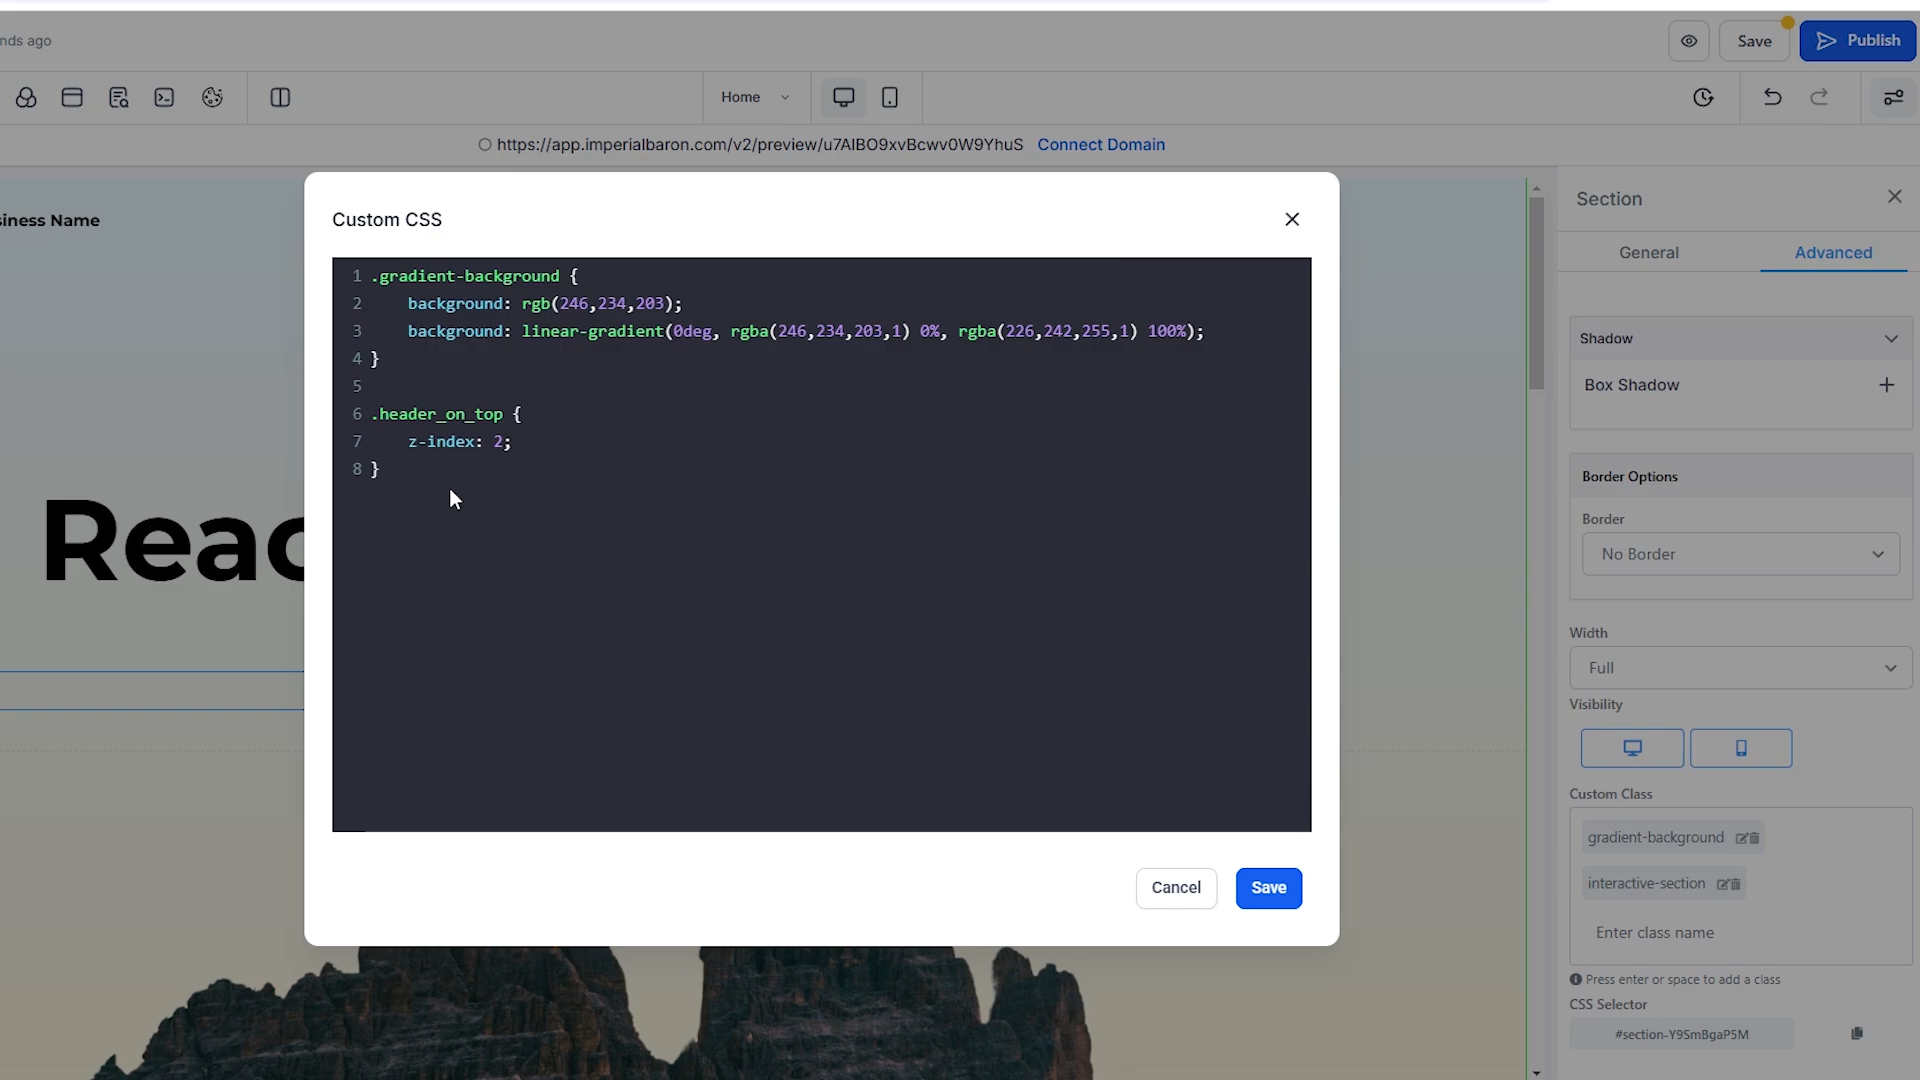 nds ago
Save
Publish
Home
https://app.imperialbaron.com/v2/preview/u7AIBO9xvBcwv0W9YhuS Connect Domain
siness Name
Reac
Custom CSS
1 .gradient-background {
2 background: rgb(246,234,203);
3 background: linear-gradient(0deg, rgba(246,234,203,1) 0%, rgba(226,242,255,1) 100%);
4 }
5
6 .header_on_top {
7 z-index: 2;
8 }
Cancel
Save
Section
General
Advanced
Shadow
Box Shadow
Border Options
Border
No Border
Width
Full
Visibility
Custom Class
gradient-background
interactive-section
Enter class name
Press enter or space to add a class
CSS Selector
#section-Y9SmBgaP5M